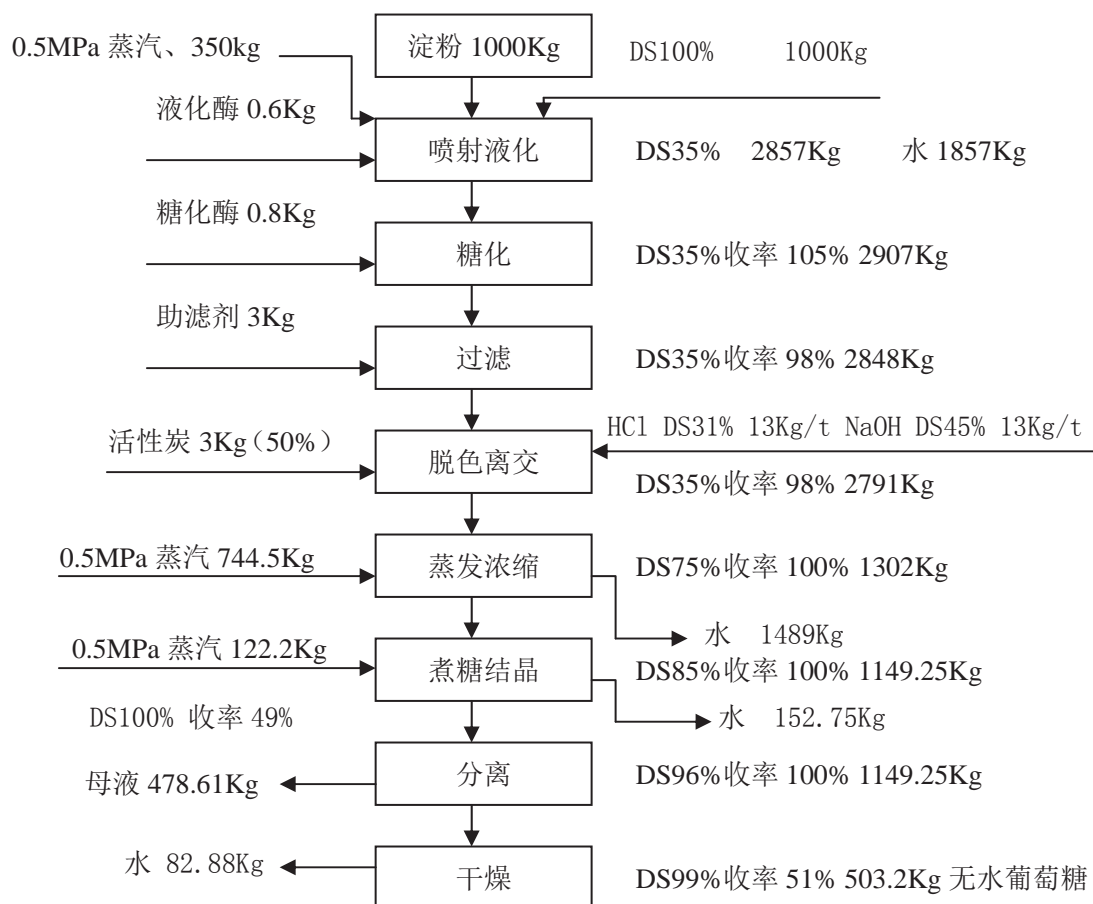 0.5MPa 蒸汽、350kg
淀粉 1000Kg
DS100% 1000Kg
液化酶 0.6Kg
喷射液化
DS35% 2857Kg 水 1857Kg
糖化酶 0.8Kg
糖化
DS35%收率 105% 2907Kg
助滤剂 3Kg
过滤
DS35%收率 98% 2848Kg
活性炭 3Kg（50%）
脱色离交
HCl DS31% 13Kg/t NaOH DS45% 13Kg/t
DS35%收率 98% 2791Kg
0.5MPa 蒸汽 744.5Kg
蒸发浓缩
DS75%收率 100% 1302Kg
水 1489Kg
0.5MPa 蒸汽 122.2Kg
煮糖结晶
DS85%收率 100% 1149.25Kg
水 152.75Kg
DS100% 收率 49%
母液 478.61Kg
分离
DS96%收率 100% 1149.25Kg
水 82.88Kg
干燥
DS99%收率 51% 503.2Kg 无水葡萄糖